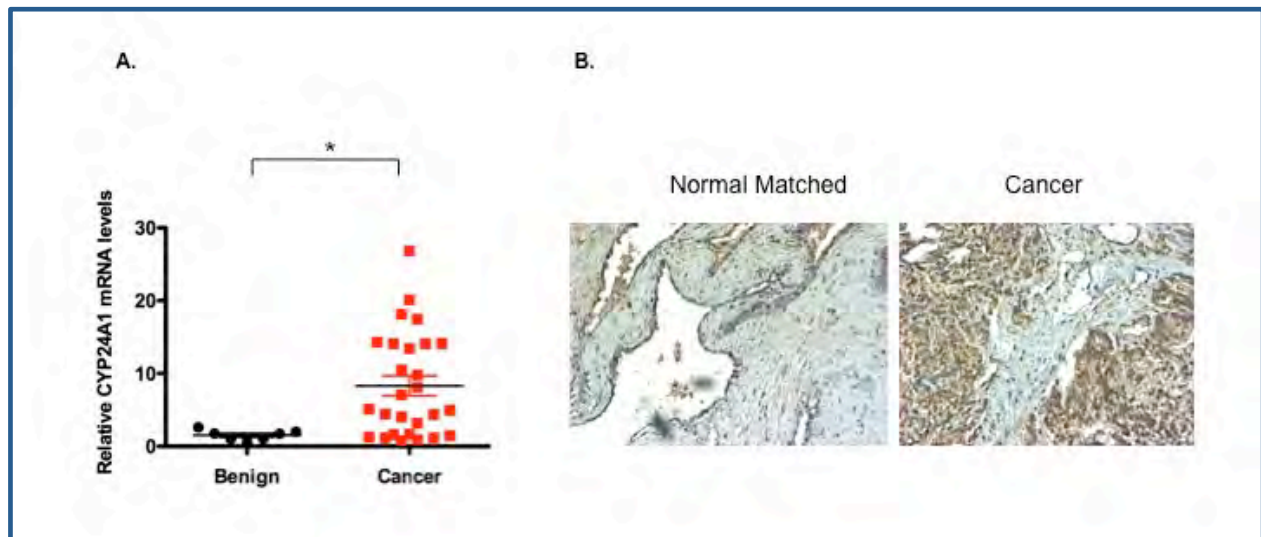 A.
B.
*
Normal Matched
Cancer
Relative CYP24A1 mRNA levels
30
20
10
0
Benign
Cancer